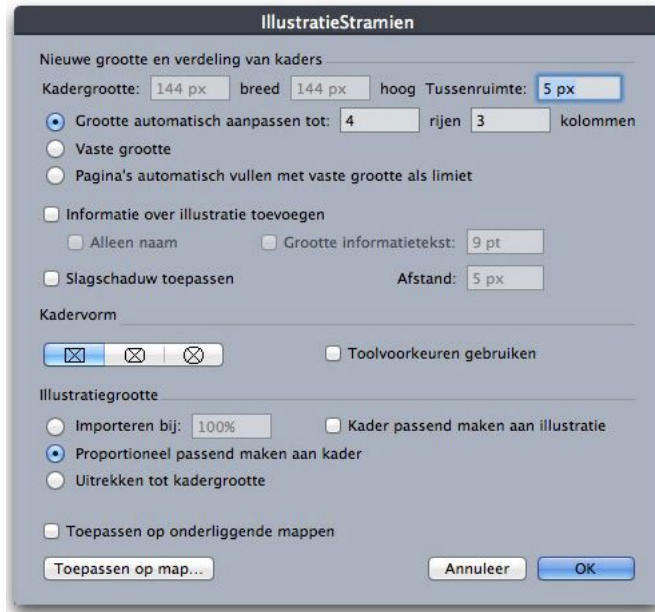 IllustratieStramien
Nieuwe grootte en verdeling van kaders
Kadergrootte: 144 px breed 144 px hoog Tussenruimte: 5 px
Grootte automatisch aanpassen tot: 4 rijen 3 kolommen
Vaste grootte
Pagina's automatisch vullen met vaste grootte als limiet
Informatie over illustratie toevoegen
Alleen naam Grootte informatietekst: 9 pt
Slagschaduw toepassen Afstand: 5 px
Kadervorm
Toolvoorkeuren gebruiken
Illustratiegrootte
Importeren bij: 100% Kader passend maken aan illustratie
Proportioneel passend maken aan kader
Uitrekken tot kadergrootte
Toepassen op onderliggende mappen
Toepassen op map... Annuleer OK